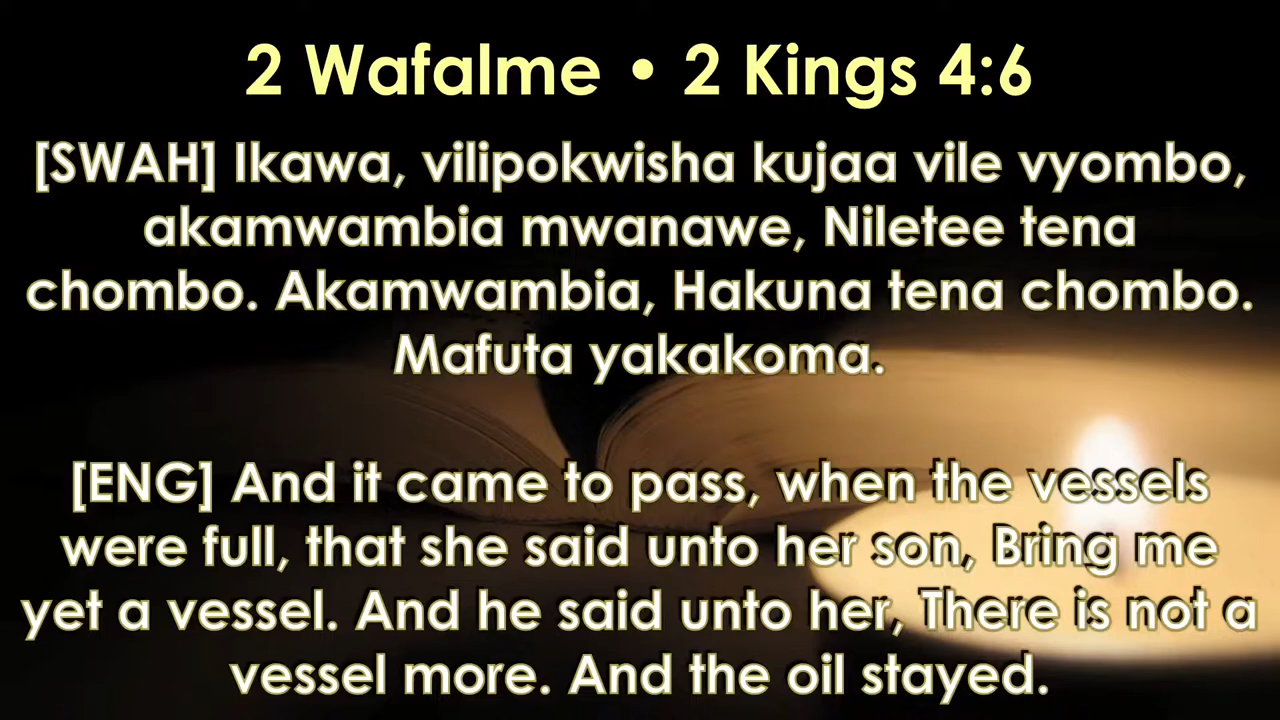 2 Wafalme • 2 Kings 4:6
[SWAH] Ikawa, vilipokwisha kujaa vile vyombo,
akamwambia mwanawe, Niletee tena
chombo. Akamwambia, Hakuna tena chombo.
Mafuta yakakoma.
[ENG] And it came to pass, when the vessels
were full, that she said unto her son, Bring me
yet a vessel. And he said unto her, There is not a
vessel more. And the oil stayed.